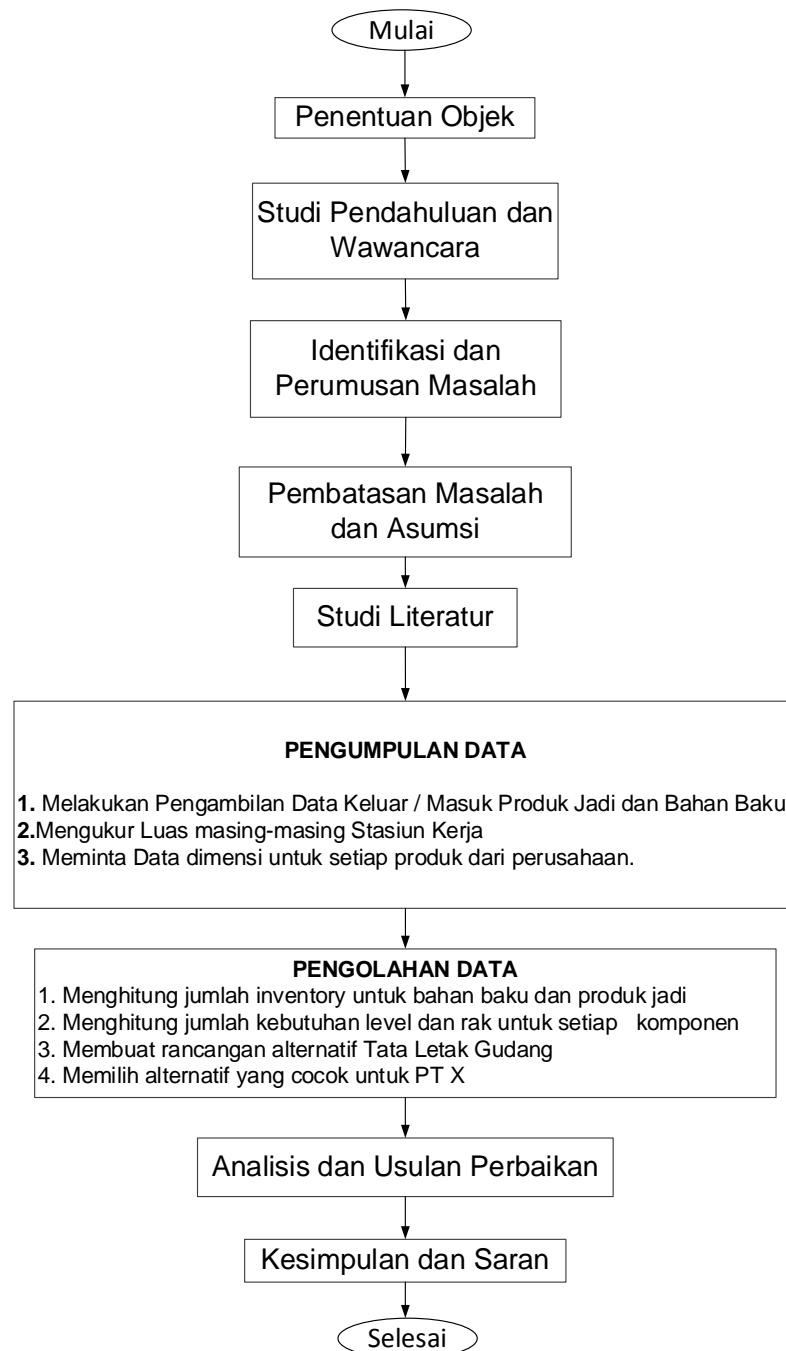 Mulai
Penentuan Objek
Studi Pendahuluan dan
Wawancara
Identifikasi dan
Perumusan Masalah
Pembatasan Masalah
dan Asumsi
Studi Literatur
PENGUMPULAN DATA
1. Melakukan Pengambilan Data Keluar / Masuk Produk Jadi dan Bahan Baku
2.Mengukur Luas masing-masing Stasiun Kerja
3. Meminta Data dimensi untuk setiap produk dari perusahaan.
PENGOLAHAN DATA
1. Menghitung jumlah inventory untuk bahan baku dan produk jadi
2. Menghitung jumlah kebutuhan level dan rak untuk setiap komponen
3. Membuat rancangan alternatif Tata Letak Gudang
4. Memilih alternatif yang cocok untuk PT X
Analisis dan Usulan Perbaikan
Kesimpulan dan Saran
Selesai